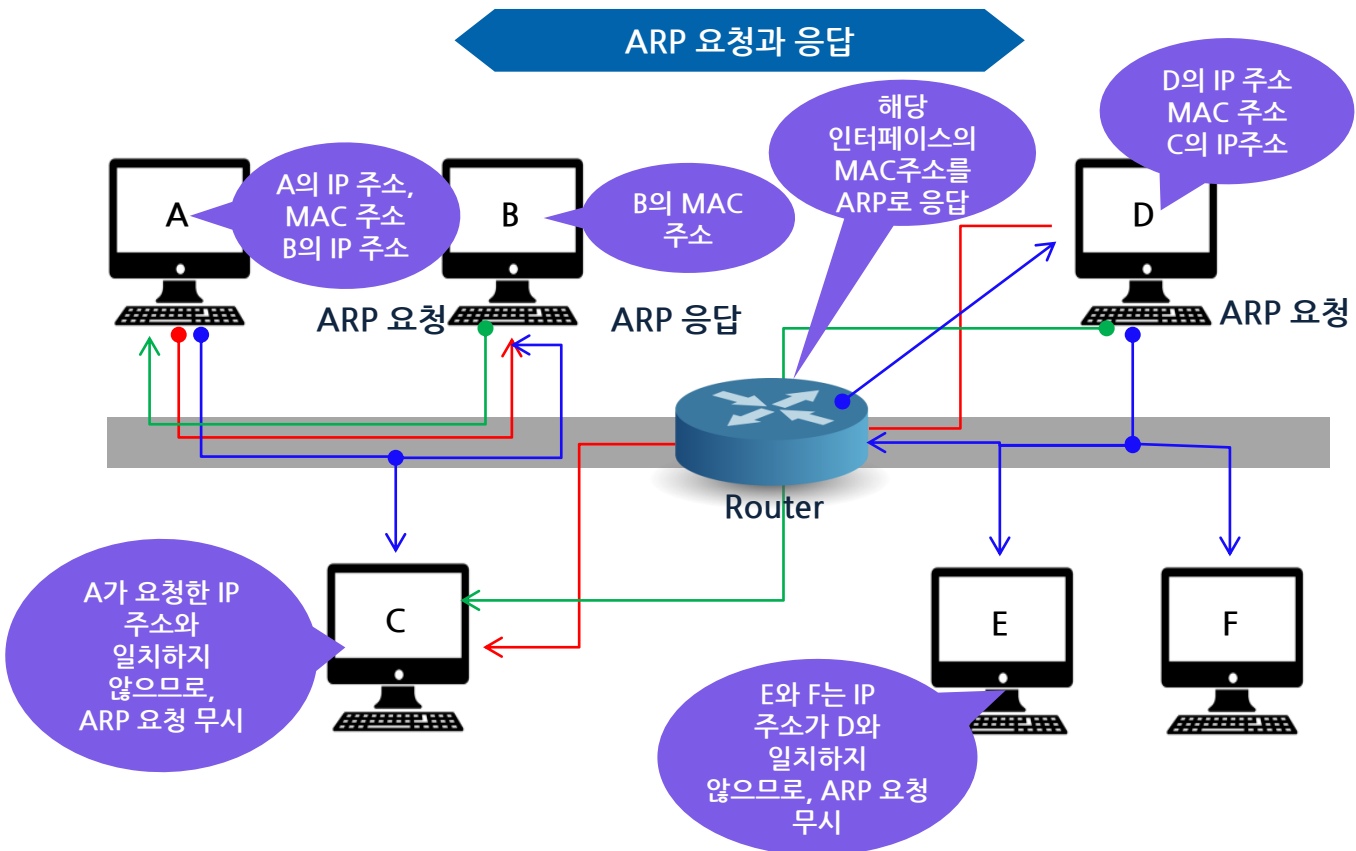 ARP 요청과 응답
A
A의 IP 주소,
MAC 주소
B의 IP 주소
ARP 요청
B
B의 MAC
주소
ARP 응답
해당
인터페이스의
MAC주소를
ARP로 응답
D의 IP 주소
MAC 주소
C의 IP주소
D
ARP 요청
Router
A가 요청한 IP
주소와
일치하지
않으므로,
ARP 요청 무시
C
E와 F는 IP
주소가 D와
일치하지
않으므로, ARP 요청
무시
E
F